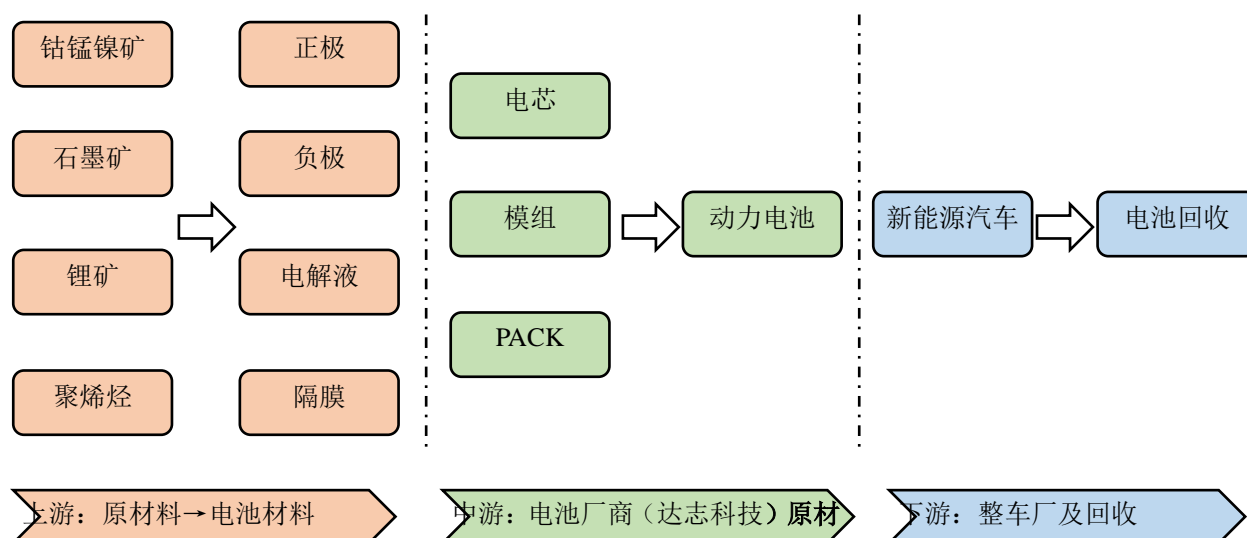 钴锰镍矿
正极
石墨矿
负极
锂矿
电解液
聚烯烃
隔膜
电芯
模组
动力电池
PACK
新能源汽车
电池回收
上游：原材料→电池材料
中游：电池厂商（达志科技）原材
下游：整车厂及回收